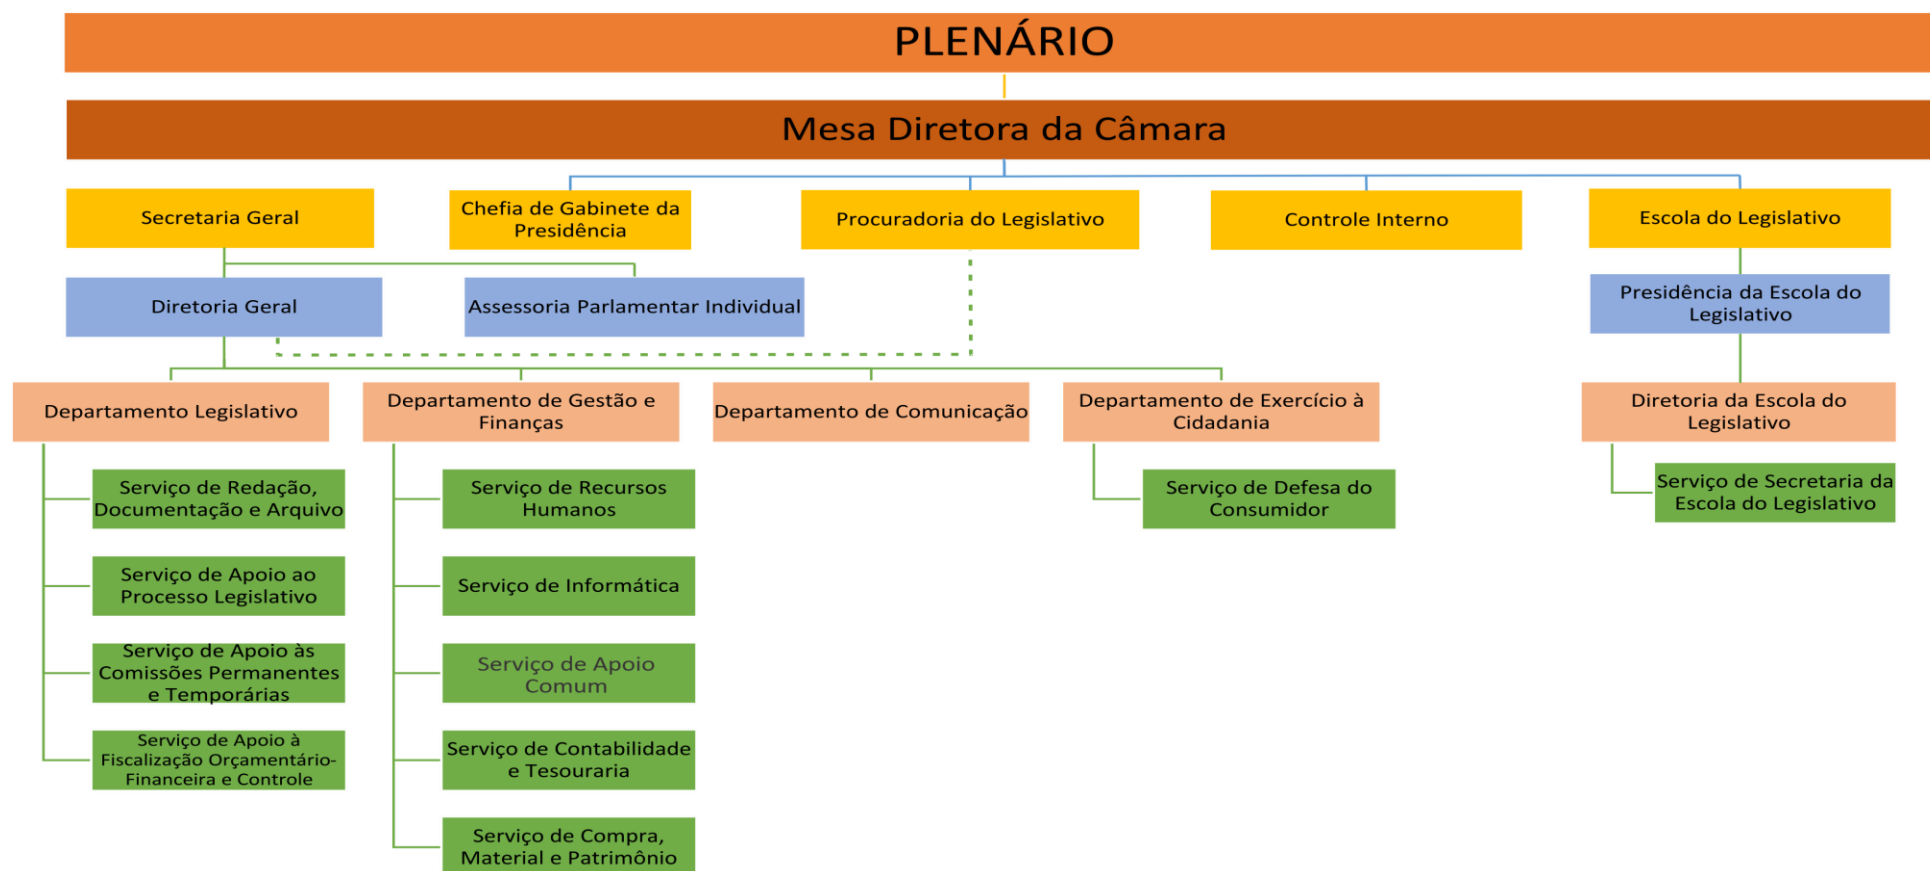 PLENÁRIO
Mesa Diretora da Câmara
Secretaria Geral
Chefia de Gabinete da
Presidência
Procuradoria do Legislativo
Controle Interno
Escola do Legislativo
Diretoria Geral
Assessoria Parlamentar Individual
Presidência da Escola do
Legislativo
Departamento Legislativo
Departamento de Gestão e
Finanças
Departamento de Comunicação
Departamento de Exercício à
Cidadania
Diretoria da Escola do
Legislativo
Serviço de Redação,
Documentação e Arquivo
Serviço de Apoio ao
Processo Legislativo
Serviço de Apoio às
Comissões Permanentes
e Temporárias
Serviço de Apoio à
Fiscalização Orçamentário-
Financeira e Controle
Serviço de Recursos
Humanos
Serviço de Informática
Serviço de Apoio
Comum
Serviço de Contabilidade
e Tesouraria
Serviço de Compra,
Material e Patrimônio
Serviço de Defesa do
Consumidor
Serviço de Secretaria da
Escola do Legislativo